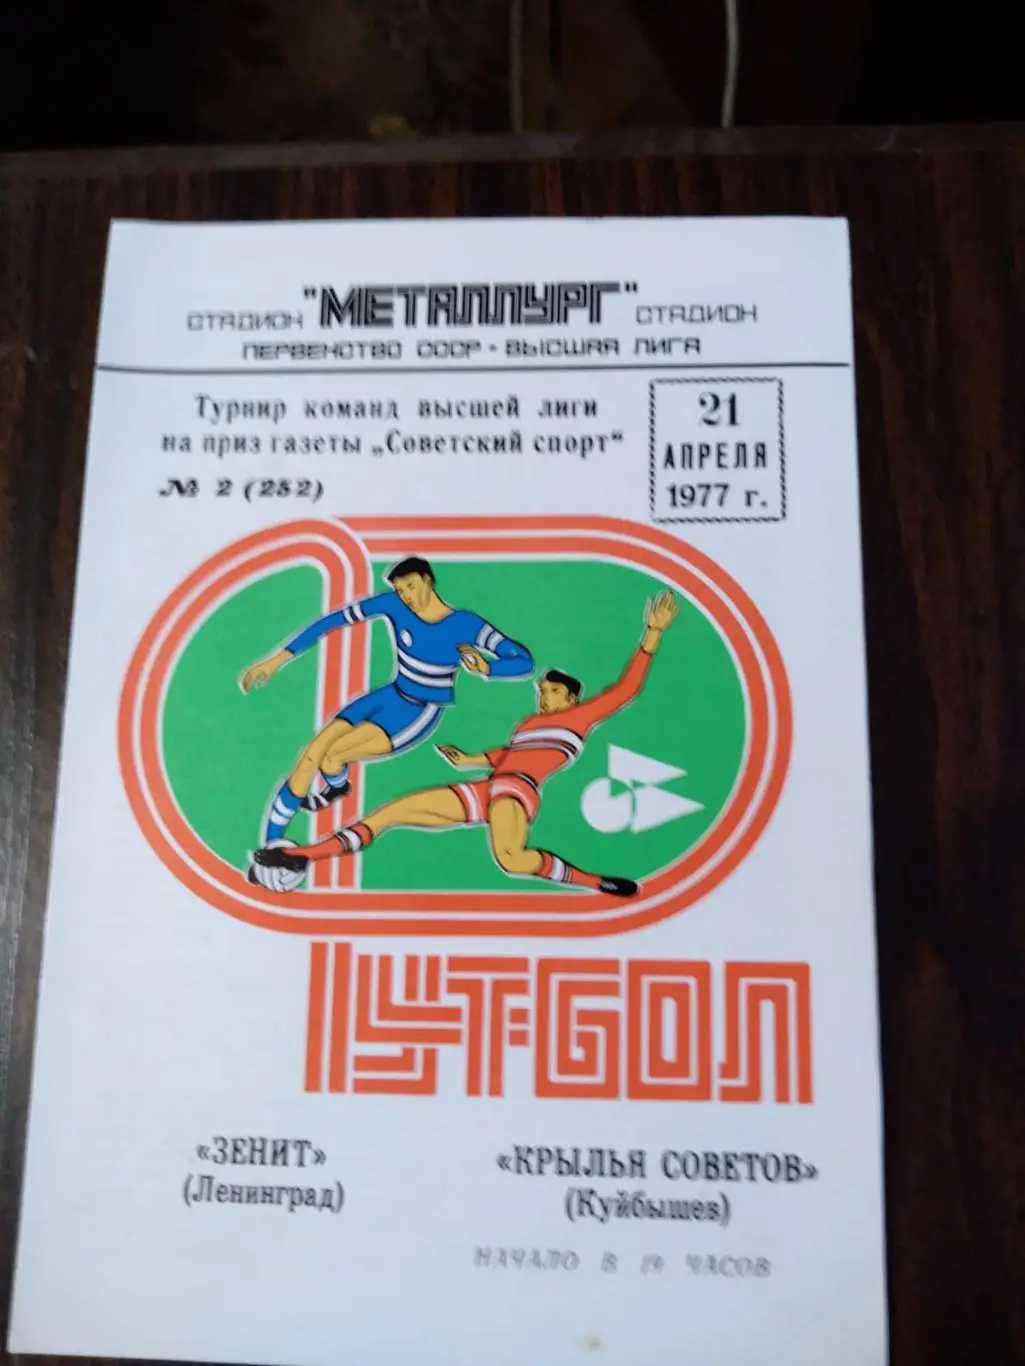 СТАДИОН "МЕТАЛЛУРГ" СТАДИОН
ПЕРВЕНСТВО СССР - ВЫСШАЯ ЛИГА
Турнир команд высшей лиги
на приз газеты „Советский спорт“
№ 2 (252)
21
АПРЕЛЯ
1977 г.
ФУТБОЛ
«ЗЕНИТ»
(Ленинград)
«КРЫЛЬЯ СОВЕТОВ»
(Куйбышев)
НАЧАЛО В 19 ЧАСОВ